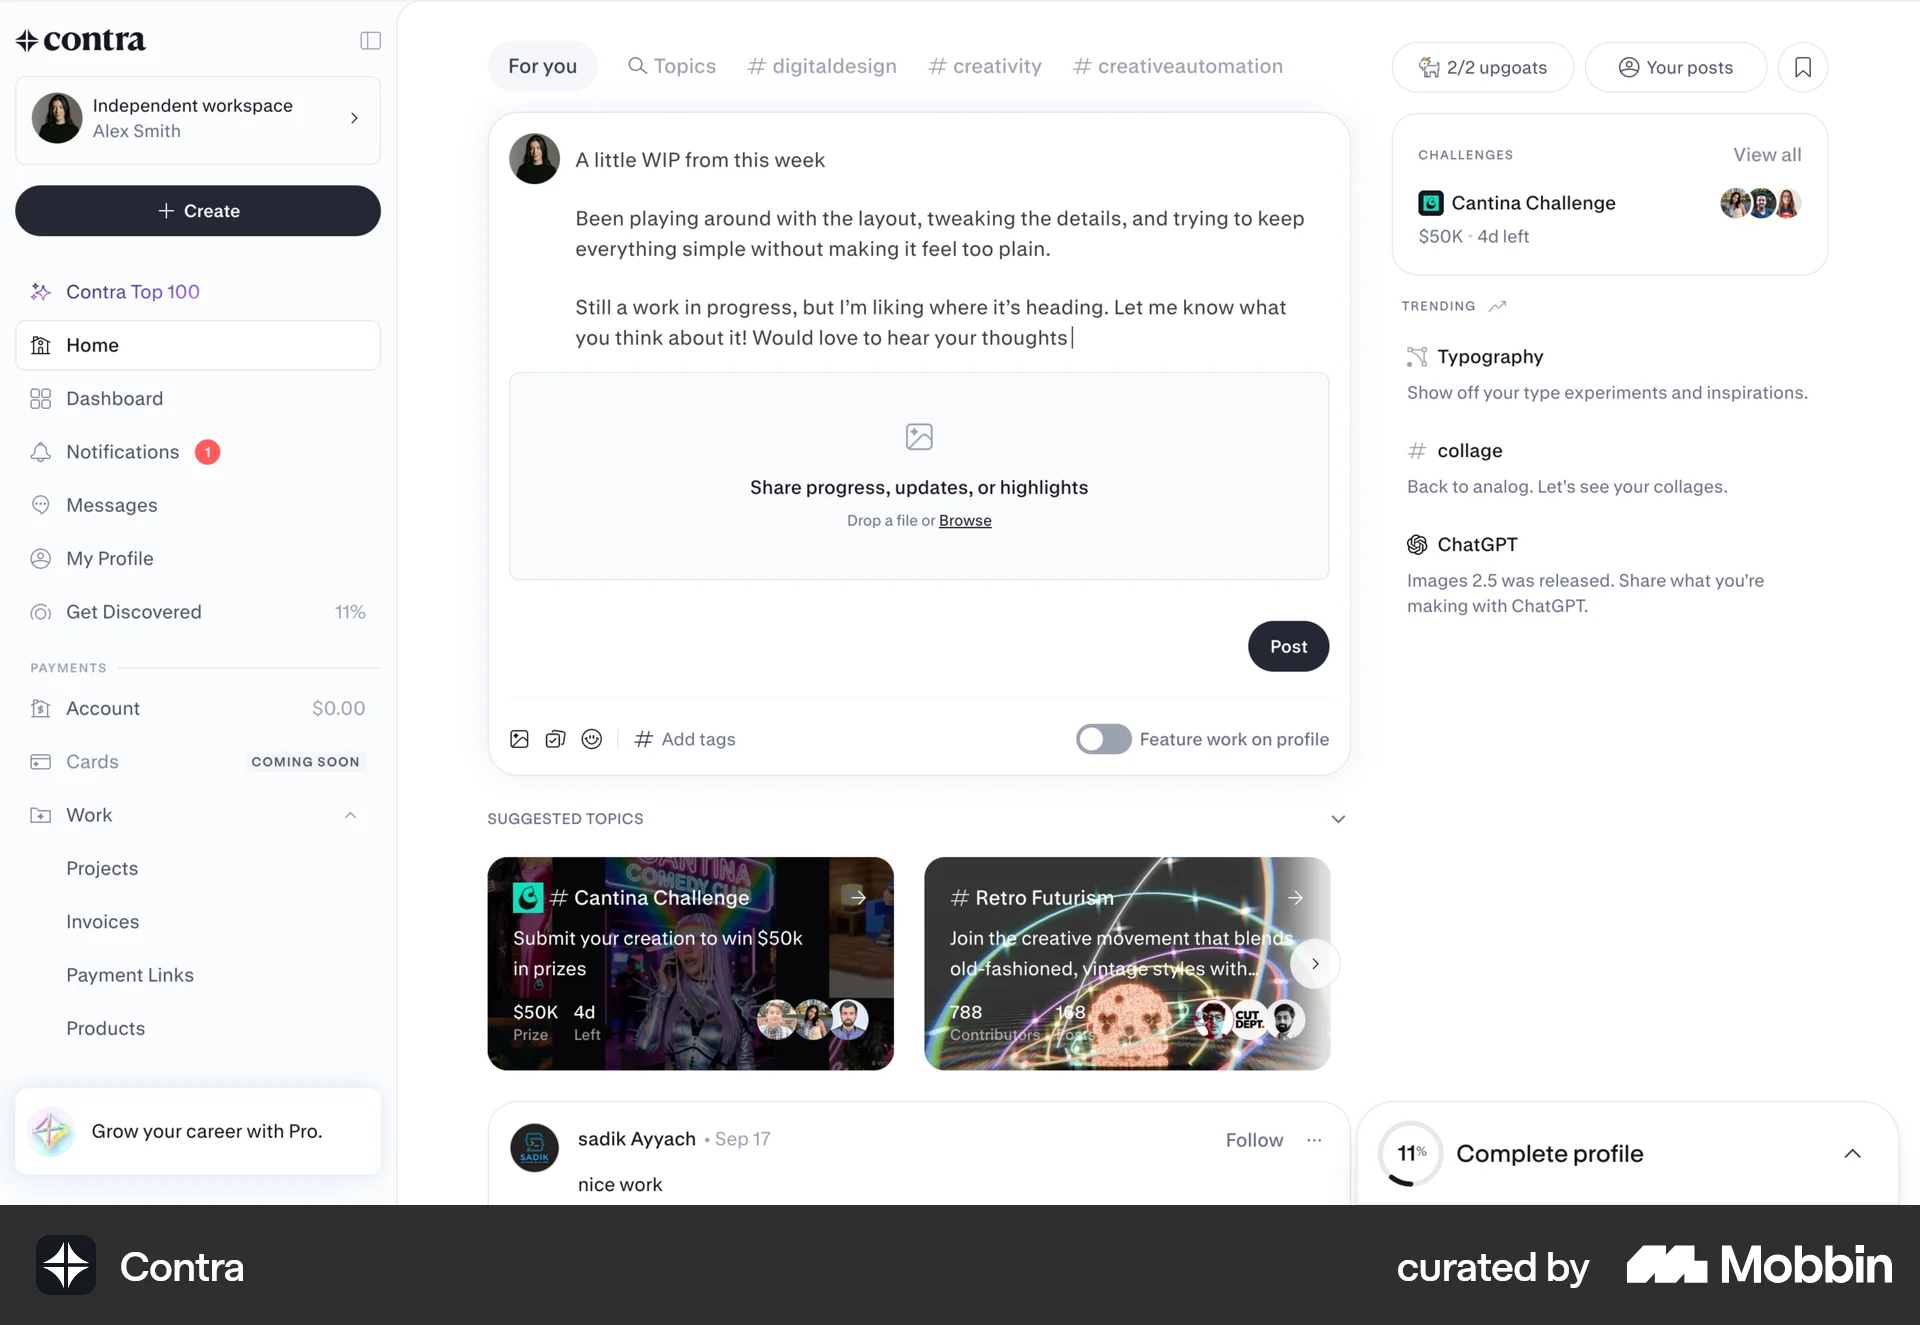 contra
Independent workspace
Alex Smith
Create
Contra Top 100
Home
Dashboard
Notifications 1
Messages
My Profile
Get Discovered 11%
PAYMENTS
Account $0.00
Cards COMING SOON
Work
Projects
Invoices
Payment Links
Products
Grow your career with Pro.
For you Topics # digitaldesign # creativity # creativeautomation
A little WIP from this week
Been playing around with the layout, tweaking the details, and trying to keep
everything simple without making it feel too plain.
Still a work in progress, but I’m liking where it’s heading. Let me know what
you think about it! Would love to hear your thoughts
Share progress, updates, or highlights
Drop a file or Browse
Post
# Add tags
Feature work on profile
SUGGESTED TOPICS
CANTINA
COMEDY CLUB
# Cantina Challenge
Submit your creation to win $50k
in prizes
$50K 4d
Prize Left
# Retro Futurism
Join the creative movement that blends
old-fashioned, vintage styles with...
788 168
Contributors Posts
CUT
DEPT.
SADIK
sadik Ayyach • Sep 17
Follow ...
nice work
2/2 upgoats
Your posts
CHALLENGES View all
Cantina Challenge
$50K • 4d left
TRENDING
Typography
Show off your type experiments and inspirations.
# collage
Back to analog. Let's see your collages.
ChatGPT
Images 2.5 was released. Share what you're
making with ChatGPT.
11% Complete profile
Contra
curated by Mobbin